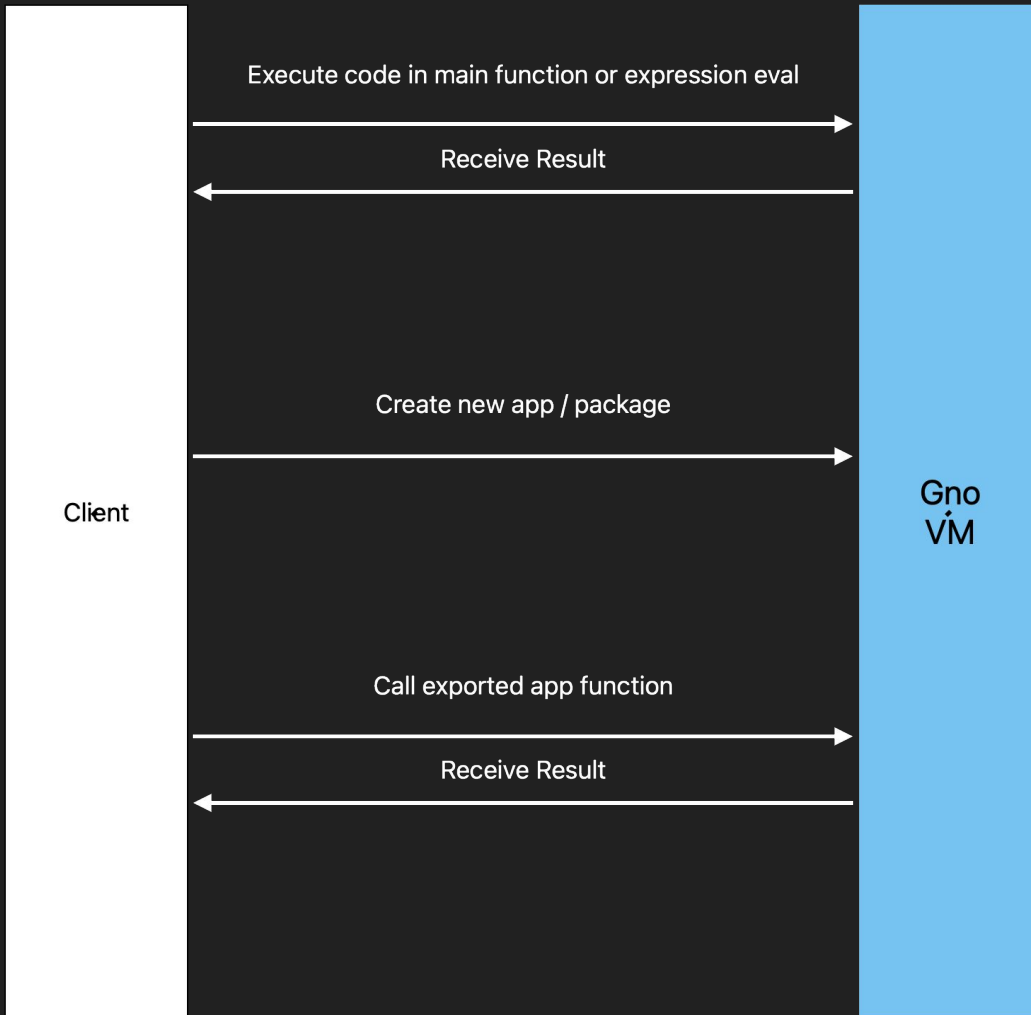 Execute code in main function or expression eval
Receive Result
Create new app / package
Client
Gno
VM
Call exported app function
Receive Result